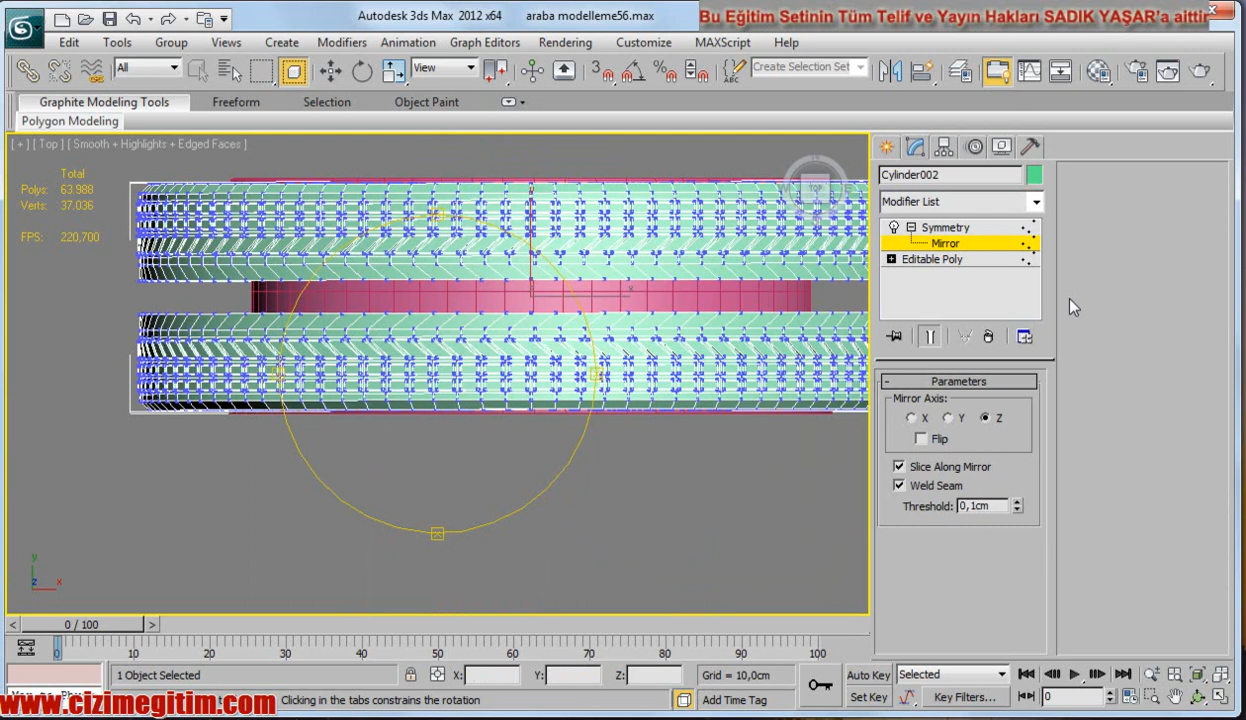 Autodesk 3ds Max 2012 x64 araba modelleme56.max
Bu Eğitim Setinin Tüm Telif ve Yayın Hakları SADIK YAŞAR'a aittir
Edit Tools Group Views Create Modifiers Animation Graph Editors Rendering Customize MAXScript Help
All View Create Selection Set
Graphite Modeling Tools Freeform Selection Object Paint
Polygon Modeling
[ + ] [ Top ] [ Smooth + Highlights + Edged Faces ]
Total
Polys: 63.988
Verts: 37.036
FPS: 220,700
TOP
Cylinder002
Modifier List
Symmetry
Mirror
Editable Poly
Parameters
Mirror Axis:
X Y Z
Flip
Slice Along Mirror
Weld Seam
Threshold: 0,1cm
y
z x
0 / 100
0 10 20 30 40 50 60 70 80 90 100
1 Object Selected X: Y: Z: Grid = 10,0cm Auto Key Selected
Clicking in the tabs constrains the rotation Add Time Tag Set Key Key Filters... 0
www.cizimegitim.com